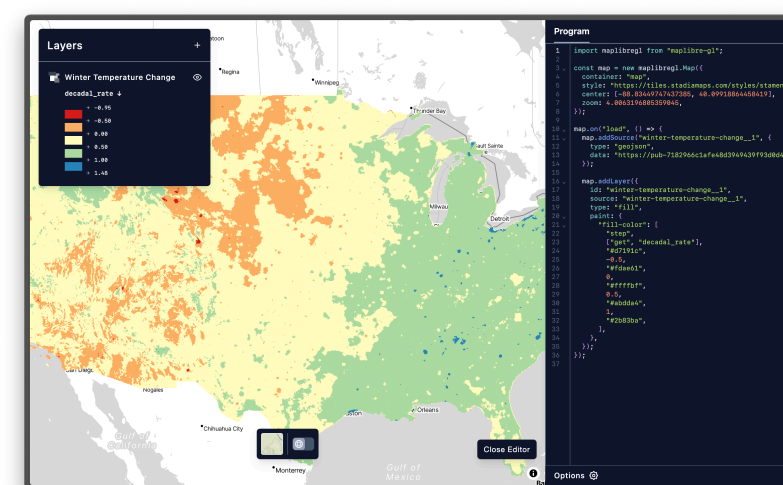 Layers
+
Winter Temperature Change
decadal_rate ↓
-0.95
-0.50
0.00
0.50
1.00
1.48
Regina
Winnipeg
Thunder Bay
Milwau
Detroit
Nogales
Orleans
Chihuahua City
Gulf of
California
Monterrey
Gulf of
Mexico
Close Editor
Program
1 import maplibregl from "maplibre-gl";
2
3 const map = new maplibregl.Map({
4 container: "map",
5 style: "https://tiles.stadiamaps.com/styles/stamen
6 center: [-88.83449747437385, 40.09918864450419],
7 zoom: 4.0063196805359045,
8 });
9
10 map.on("load", () => {
11 map.addSource("winter-temperature-change__1", {
12 type: "geojson",
13 data: "https://pub-7182966c1afe48d3949439f93d0d4
14 });
15
16 map.addLayer({
17 id: "winter-temperature-change__1",
18 source: "winter-temperature-change__1",
19 type: "fill",
20 paint: {
21 "fill-color": [
22 "step",
23 ["get", "decadal_rate"],
24 "#d7191c",
25 -0.5,
26 "#fdae61",
27 0,
28 "#ffffbf",
29 0.5,
30 "#abdda4",
31 1,
32 "#2b83ba",
33 ],
34 },
35 });
36 });
37
Options